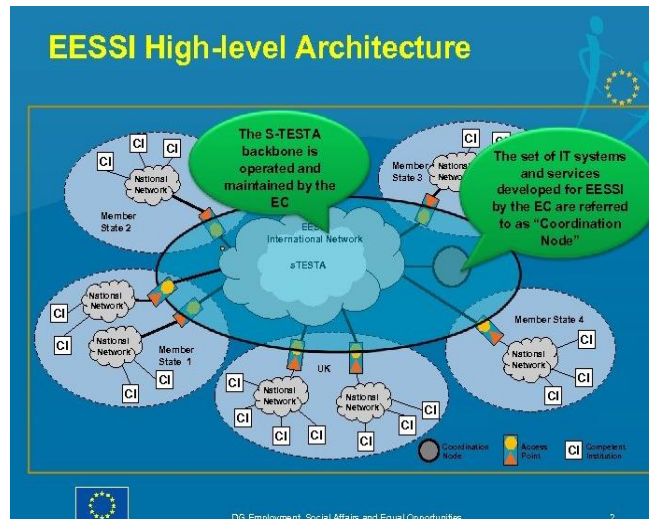 EESSI High-level Architecture
The S-TESTA
backbone is
operated and
maintained by the
EC
The set of IT systems
and services
developed for EESSI
by the EC are referred
to as “Coordination
Node”
CI
CI
CI
National
Network
Member
State 2
CI
National
Network
Member
State 3
International Network
sTESTA
CI
CI
National
Network
National
Network
Member
State 1
CI
CI
UK
National
Network
CI
CI
CI
CI
National
Network
CI
CI
CI
Member State 4
National
Network
CI
CI
CI
Coordination
Node
Access
Point
CI
Competent
Institution
DG Employment, Social Affairs and Equal Opportunities
2